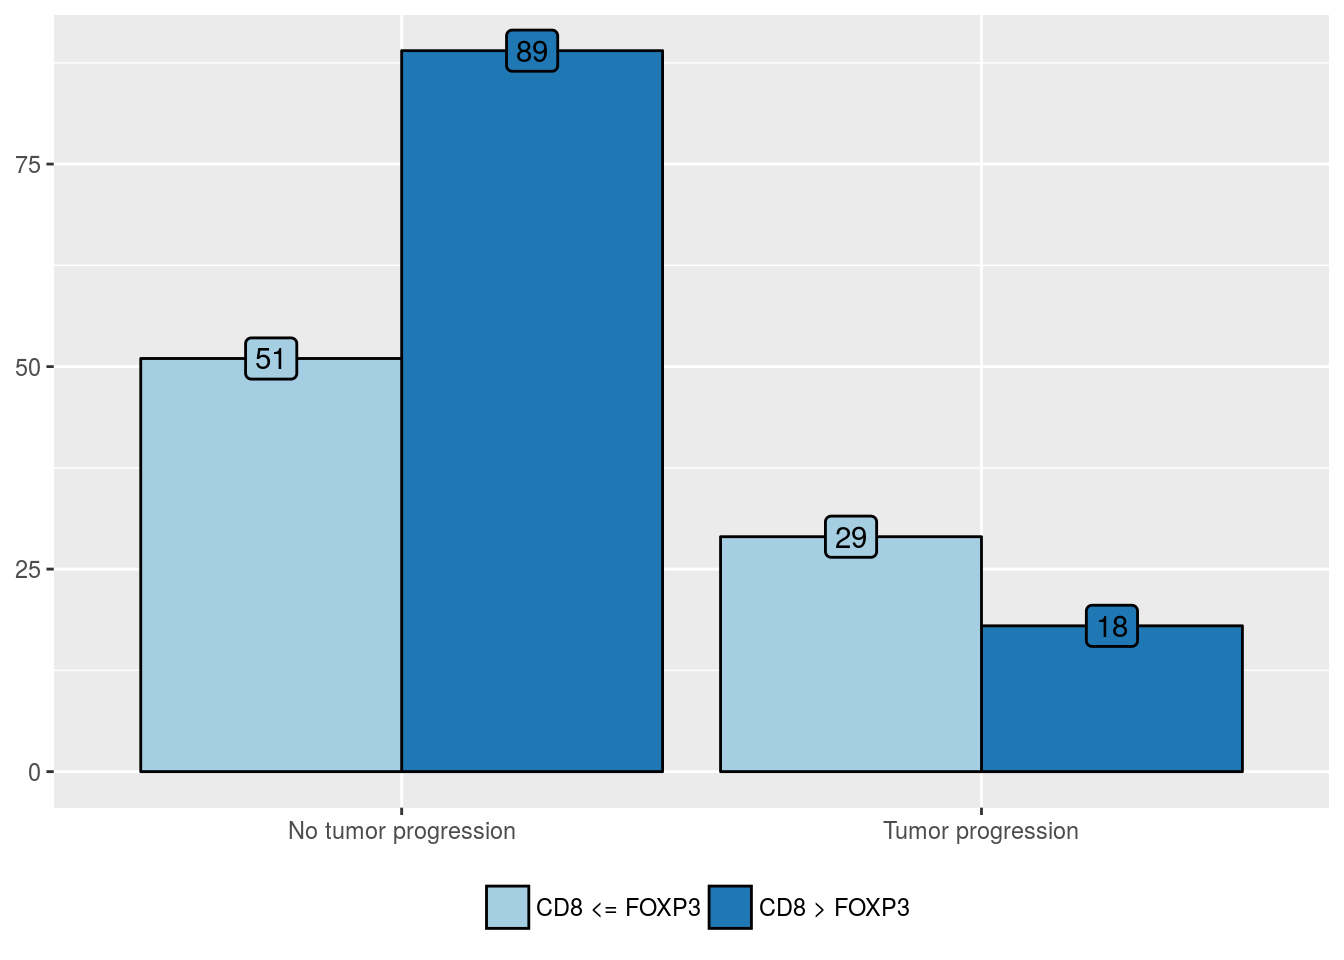 89
75
51
50
29
25
18
0
No tumor progression
Tumor progression
CD8 <= FOXP3
CD8 > FOXP3